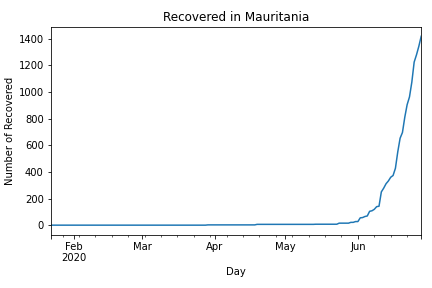 Recovered in Mauritania
Number of Recovered
1400
1200
1000
800
600
400
200
0
Feb
2020
Mar
Apr
May
Jun
Day